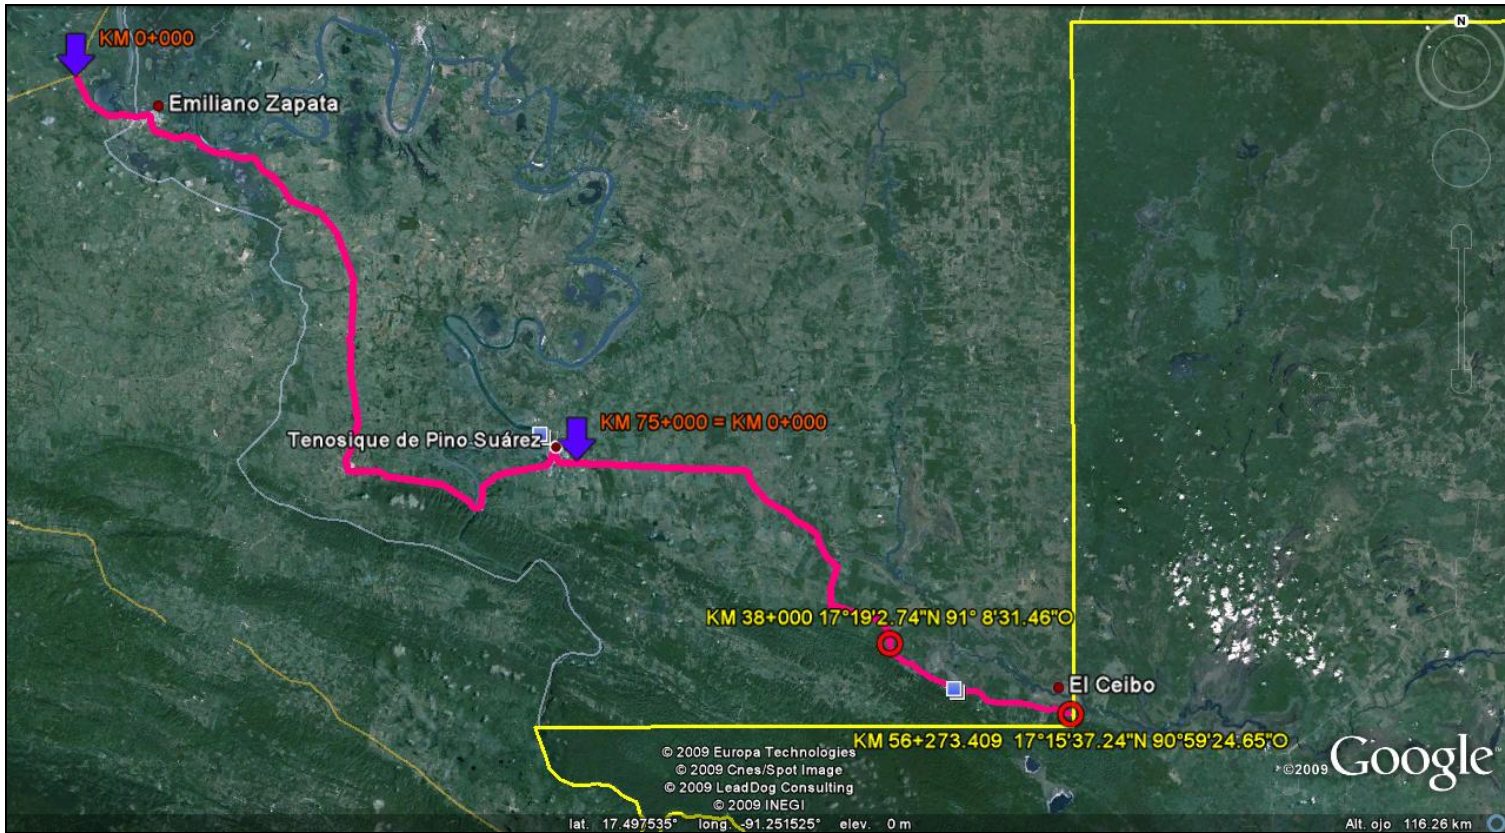 N
KM 0+000
Emiliano Zapata
KM 75+000 = KM 0+000
Tenosique de Pino Suárez
KM 38+000 17°19'2.74"N 91° 8'31.46"O
El Ceibo
KM 56+273.409 17°15'37.24"N 90°59'24.65"O
© 2009 Europa Technologies
© 2009 Cnes/Spot Image
© 2009 LeadDog Consulting
© 2009 INEGI
©2009 Google
lat. 17.497535° long. -91.251525° elev. 0 m
Alt. ojo 116.26 km